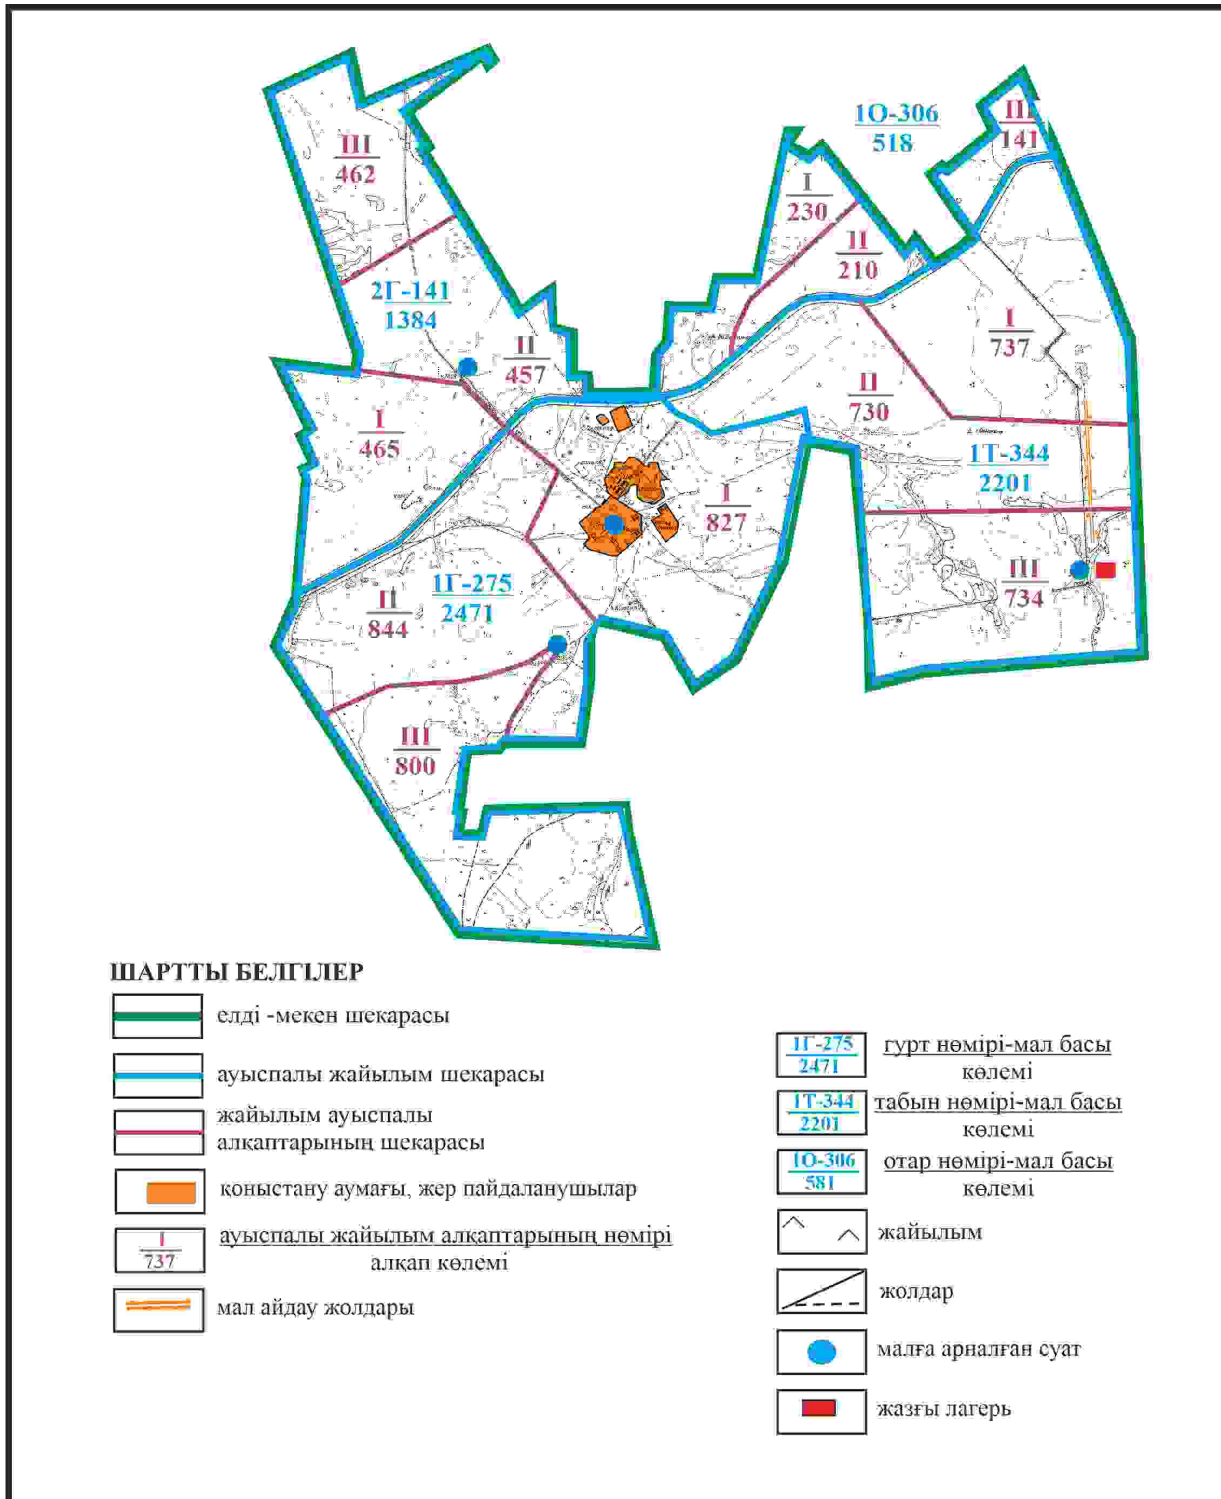 1О-306
518
III
141
III
462
I
230
II
210
2Г-141
1384
I
737
II
457
II
730
I
465
1Т-344
2201
I
827
III
734
1Г-275
2471
II
844
III
800
ШАРТТЫ БЕЛГІЛЕР
елді -мекен шекарасы
ауыспалы жайылым шекарасы
жайылым ауыспалы
алқаптарының шекарасы
қоныстану аумағы, жер пайдаланушылар
I
737
ауыспалы жайылым алқаптарының нөмірі
алқап көлемі
мал айдау жолдары
1Г-275
2471
гурт нөмірі-мал басы
көлемі
1Т-344
2201
табын нөмірі-мал басы
көлемі
1О-306
581
отар нөмірі-мал басы
көлемі
жайылым
жолдар
малға арналған суат
жазғы лагерь